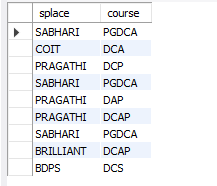 splace course
SABHARI PGDCA
COIT DCA
PRAGATHI DCP
SABHARI PGDCA
PRAGATHI DAP
PRAGATHI DCAP
SABHARI PGDCA
BRILLIANT DCAP
BDPS DCS